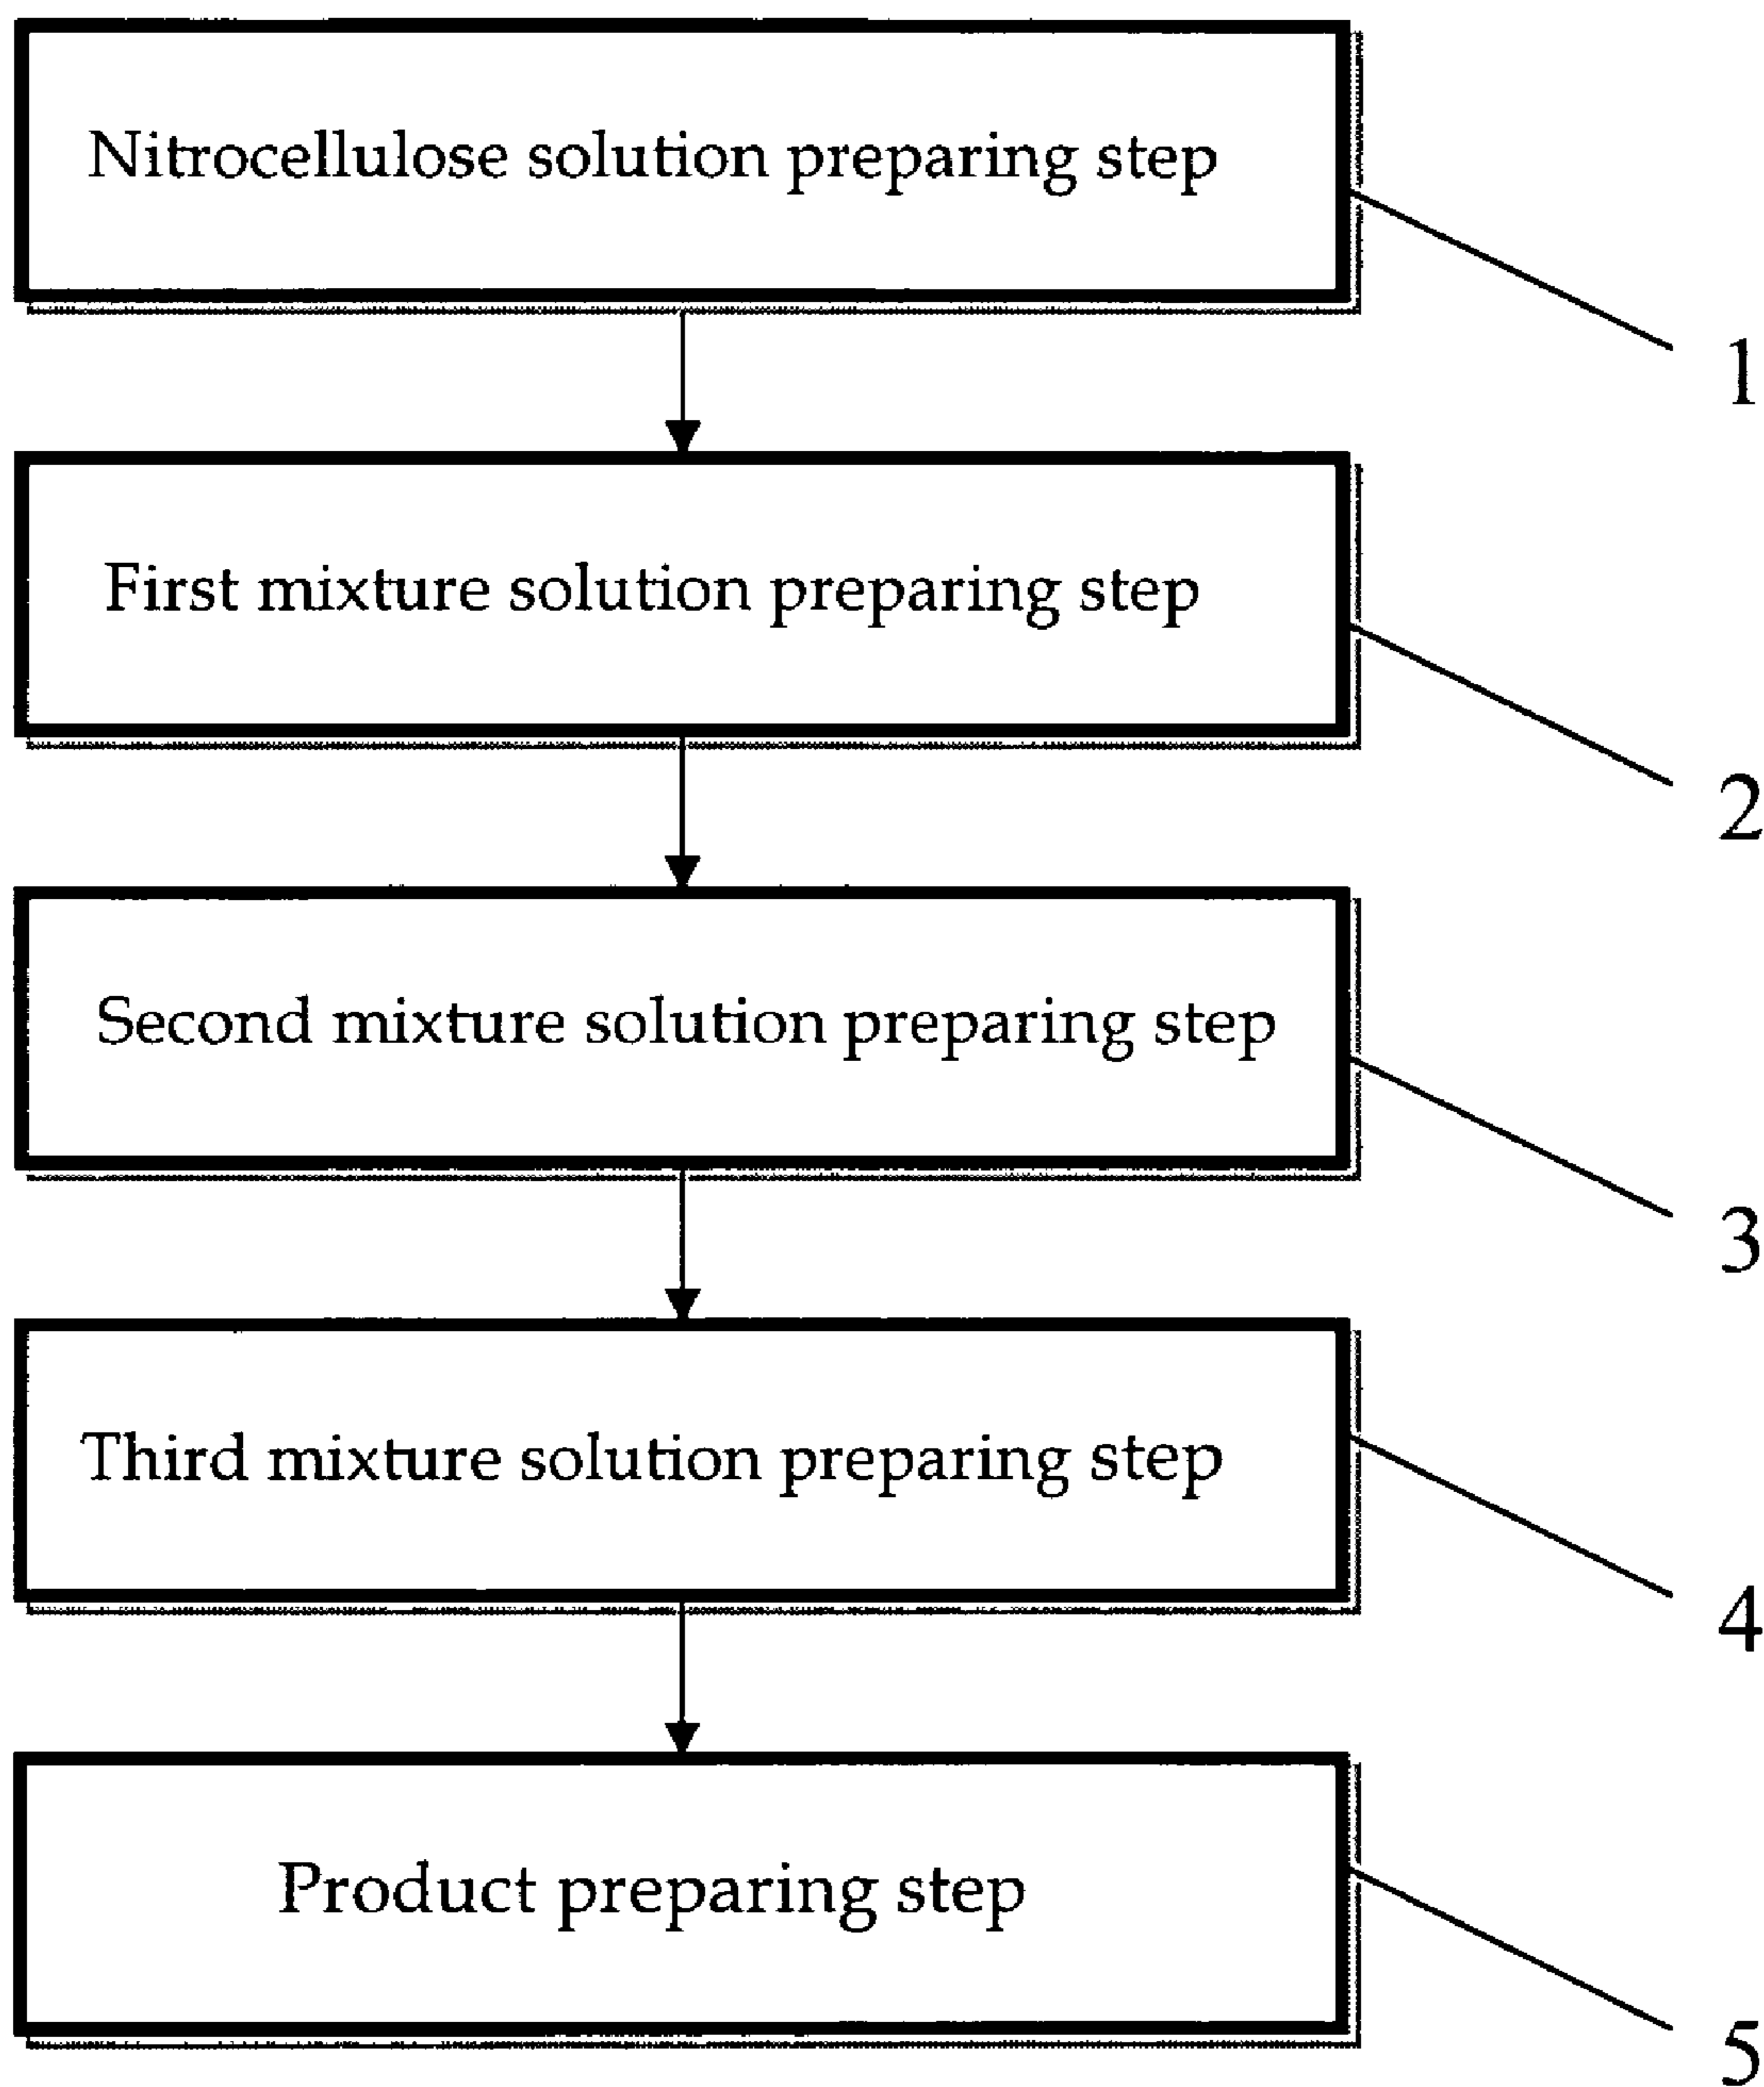 Nitrocellulose solution preparing step
1
First mixture solution preparing step
2
Second mixture solution preparing step
3
Third mixture solution preparing step
4
Product preparing step
5